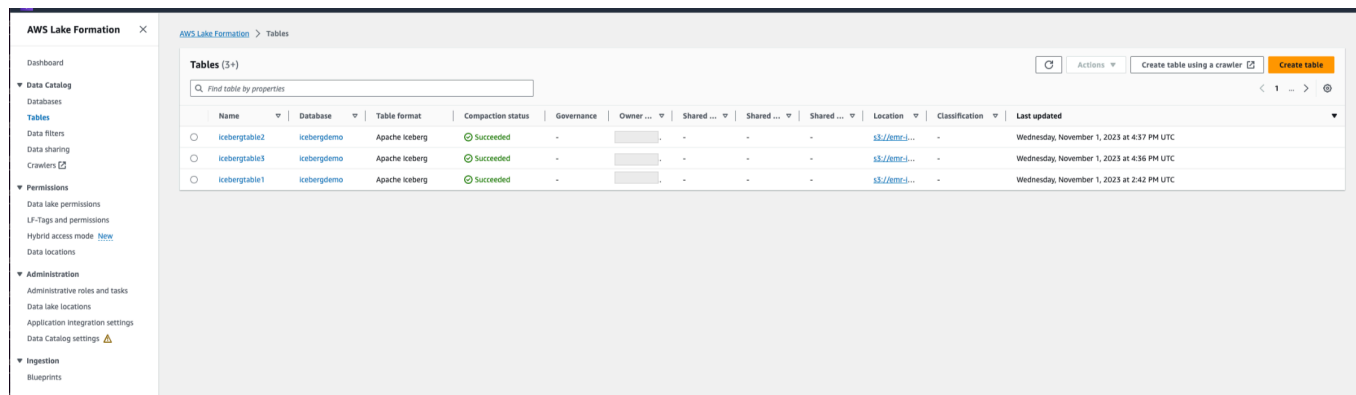 AWS Lake Formation
Dashboard
Data Catalog
Databases
Tables
Data filters
Data sharing
Crawlers
Permissions
Data lake permissions
LF-Tags and permissions
Hybrid access mode New
Data locations
Administration
Administrative roles and tasks
Data lake locations
Application integration settings
Data Catalog settings
Ingestion
Blueprints
AWS Lake Formation > Tables
Tables (3+)
Actions
Create table using a crawler
Create table
Find table by properties
1 ...
Name Database Table format Compaction status Governance Owner ... Shared ... Shared ... Shared ... Location Classification Last updated
icebergtable2 icebergdemo Apache Iceberg Succeeded - - - - s3://emr-i... - Wednesday, November 1, 2023 at 4:37 PM UTC
icebergtable3 icebergdemo Apache Iceberg Succeeded - - - - s3://emr-i... - Wednesday, November 1, 2023 at 4:36 PM UTC
icebergtable1 icebergdemo Apache Iceberg Succeeded - - - - s3://emr-i... - Wednesday, November 1, 2023 at 2:42 PM UTC